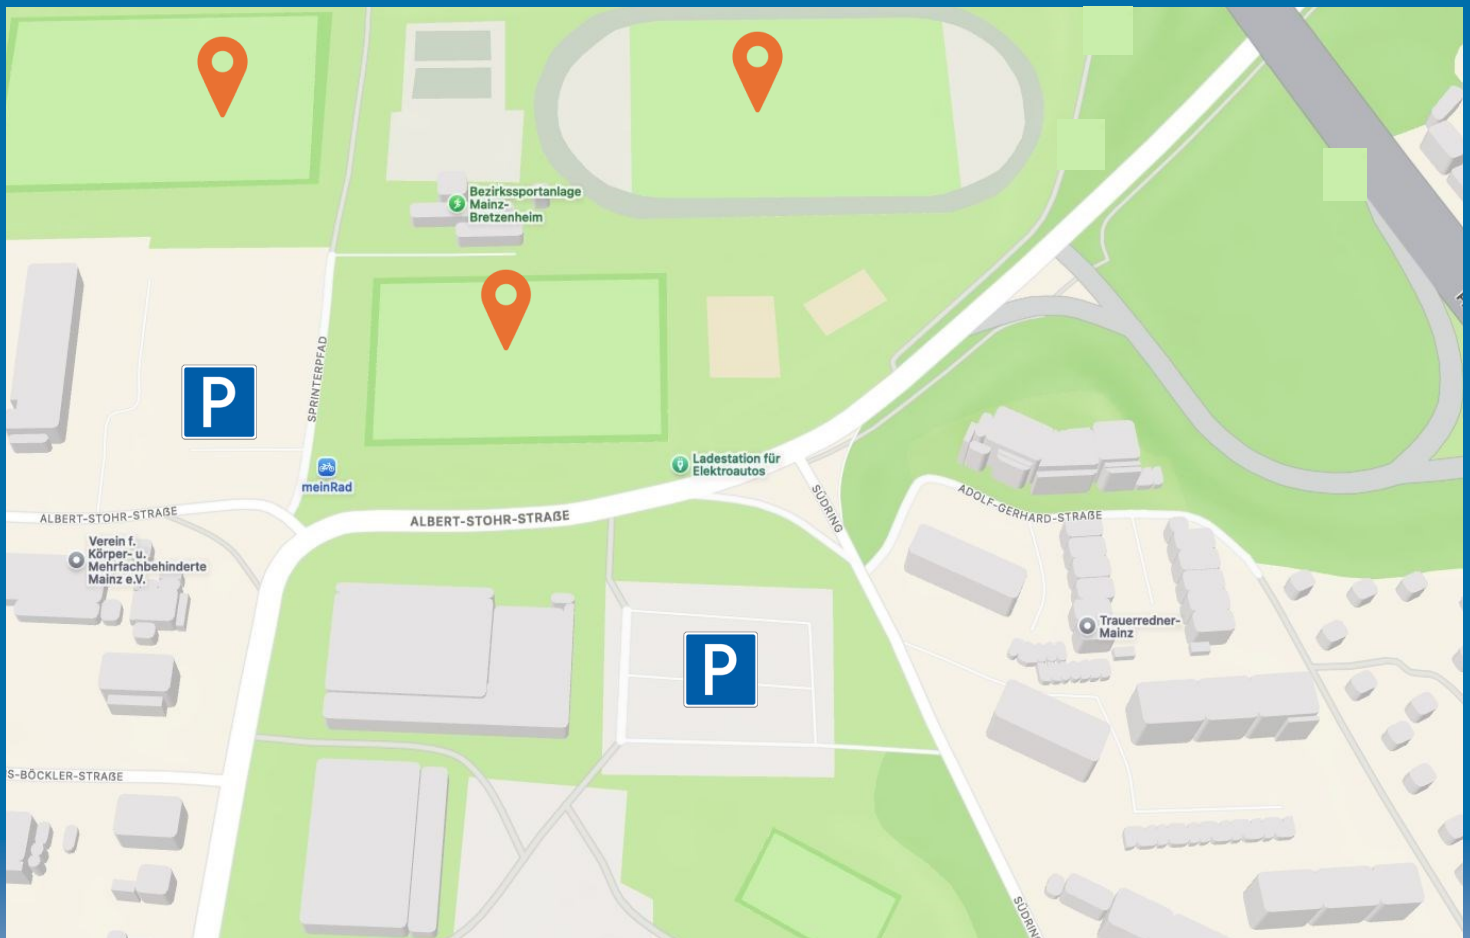 Bezirkssportanlage
Mainz-
Bretzenheim
P
SPRINTERPFAD
meinRad
Ladestation für
Elektroautos
SÜDRING
ADOLF-GERHARD-STRAßE
ALBERT-STOHR-STRAßE
ALBERT-STOHR-STRAßE
Verein f.
Körper- u.
Mehrfachbehinderte
Mainz e.V.
Trauerredner-
Mainz
P
S-BÖCKLER-STRAßE
SÜDRIN